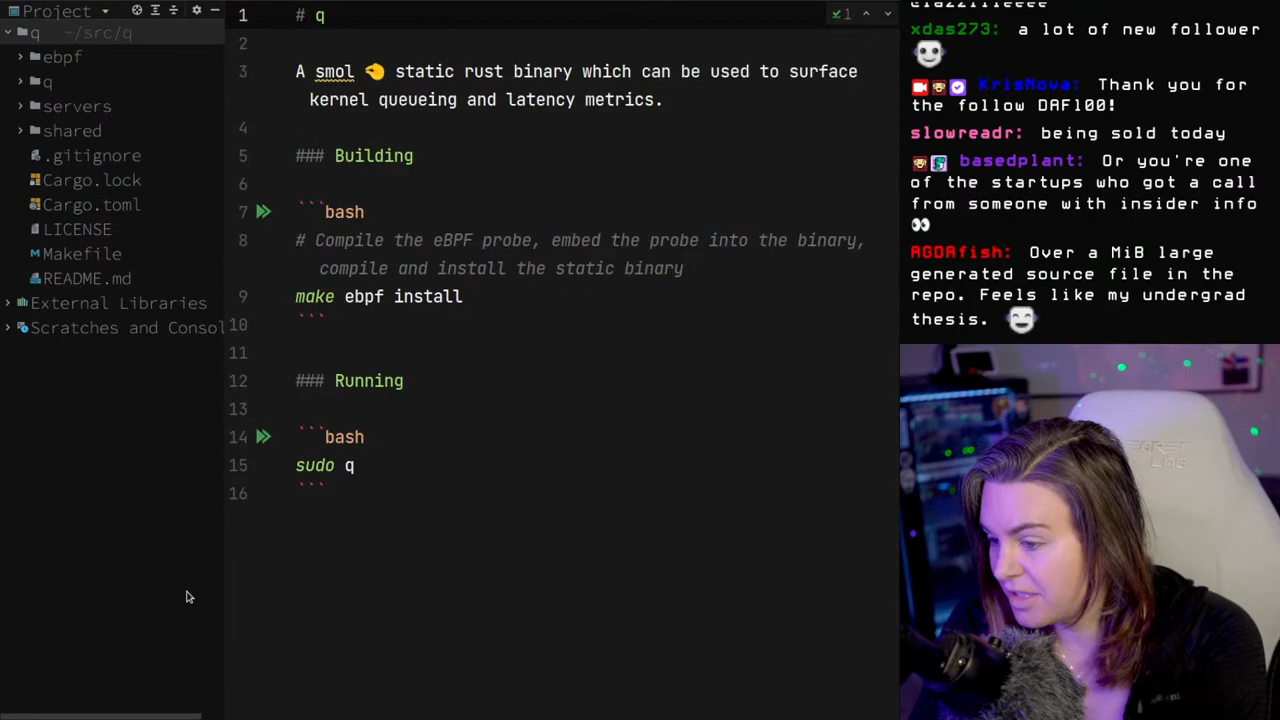 Project
q ~/src/q
ebpf
q
servers
shared
.gitignore
Cargo.lock
Cargo.toml
LICENSE
Makefile
README.md
External Libraries
Scratches and Consol
1 # q
1
2
3 A smol 🤏 static rust binary which can be used to surface
kernel queueing and latency metrics.
4
5 ### Building
6
7 ```bash
8 # Compile the eBPF probe, embed the probe into the binary,
compile and install the static binary
9 make ebpf install
10 ```
11
12 ### Running
13
14 ```bash
15 sudo q
16 ```
xdas273: a lot of new follower
KrisNova: Thank you for
the follow DAF100!
slowreadr: being sold today
basedplant: Or you're one
of the startups who got a call
from someone with insider info
👀
AGDAfish: Over a MiB large
generated source file in the
repo. Feels like my undergrad
thesis.